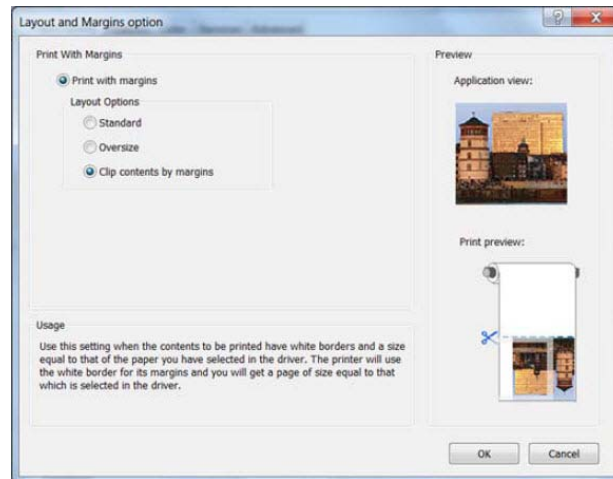 Layout and Margins option
Print With Margins
Print with margins
Layout Options
Standard
Oversize
Clip contents by margins
Usage
Use this setting when the contents to be printed have white borders and a size
equal to that of the paper you have selected in the driver. The printer will use
the white border for its margins and you will get a page of size equal to that
which is selected in the driver.
Preview
Application view:
Print preview:
OK
Cancel